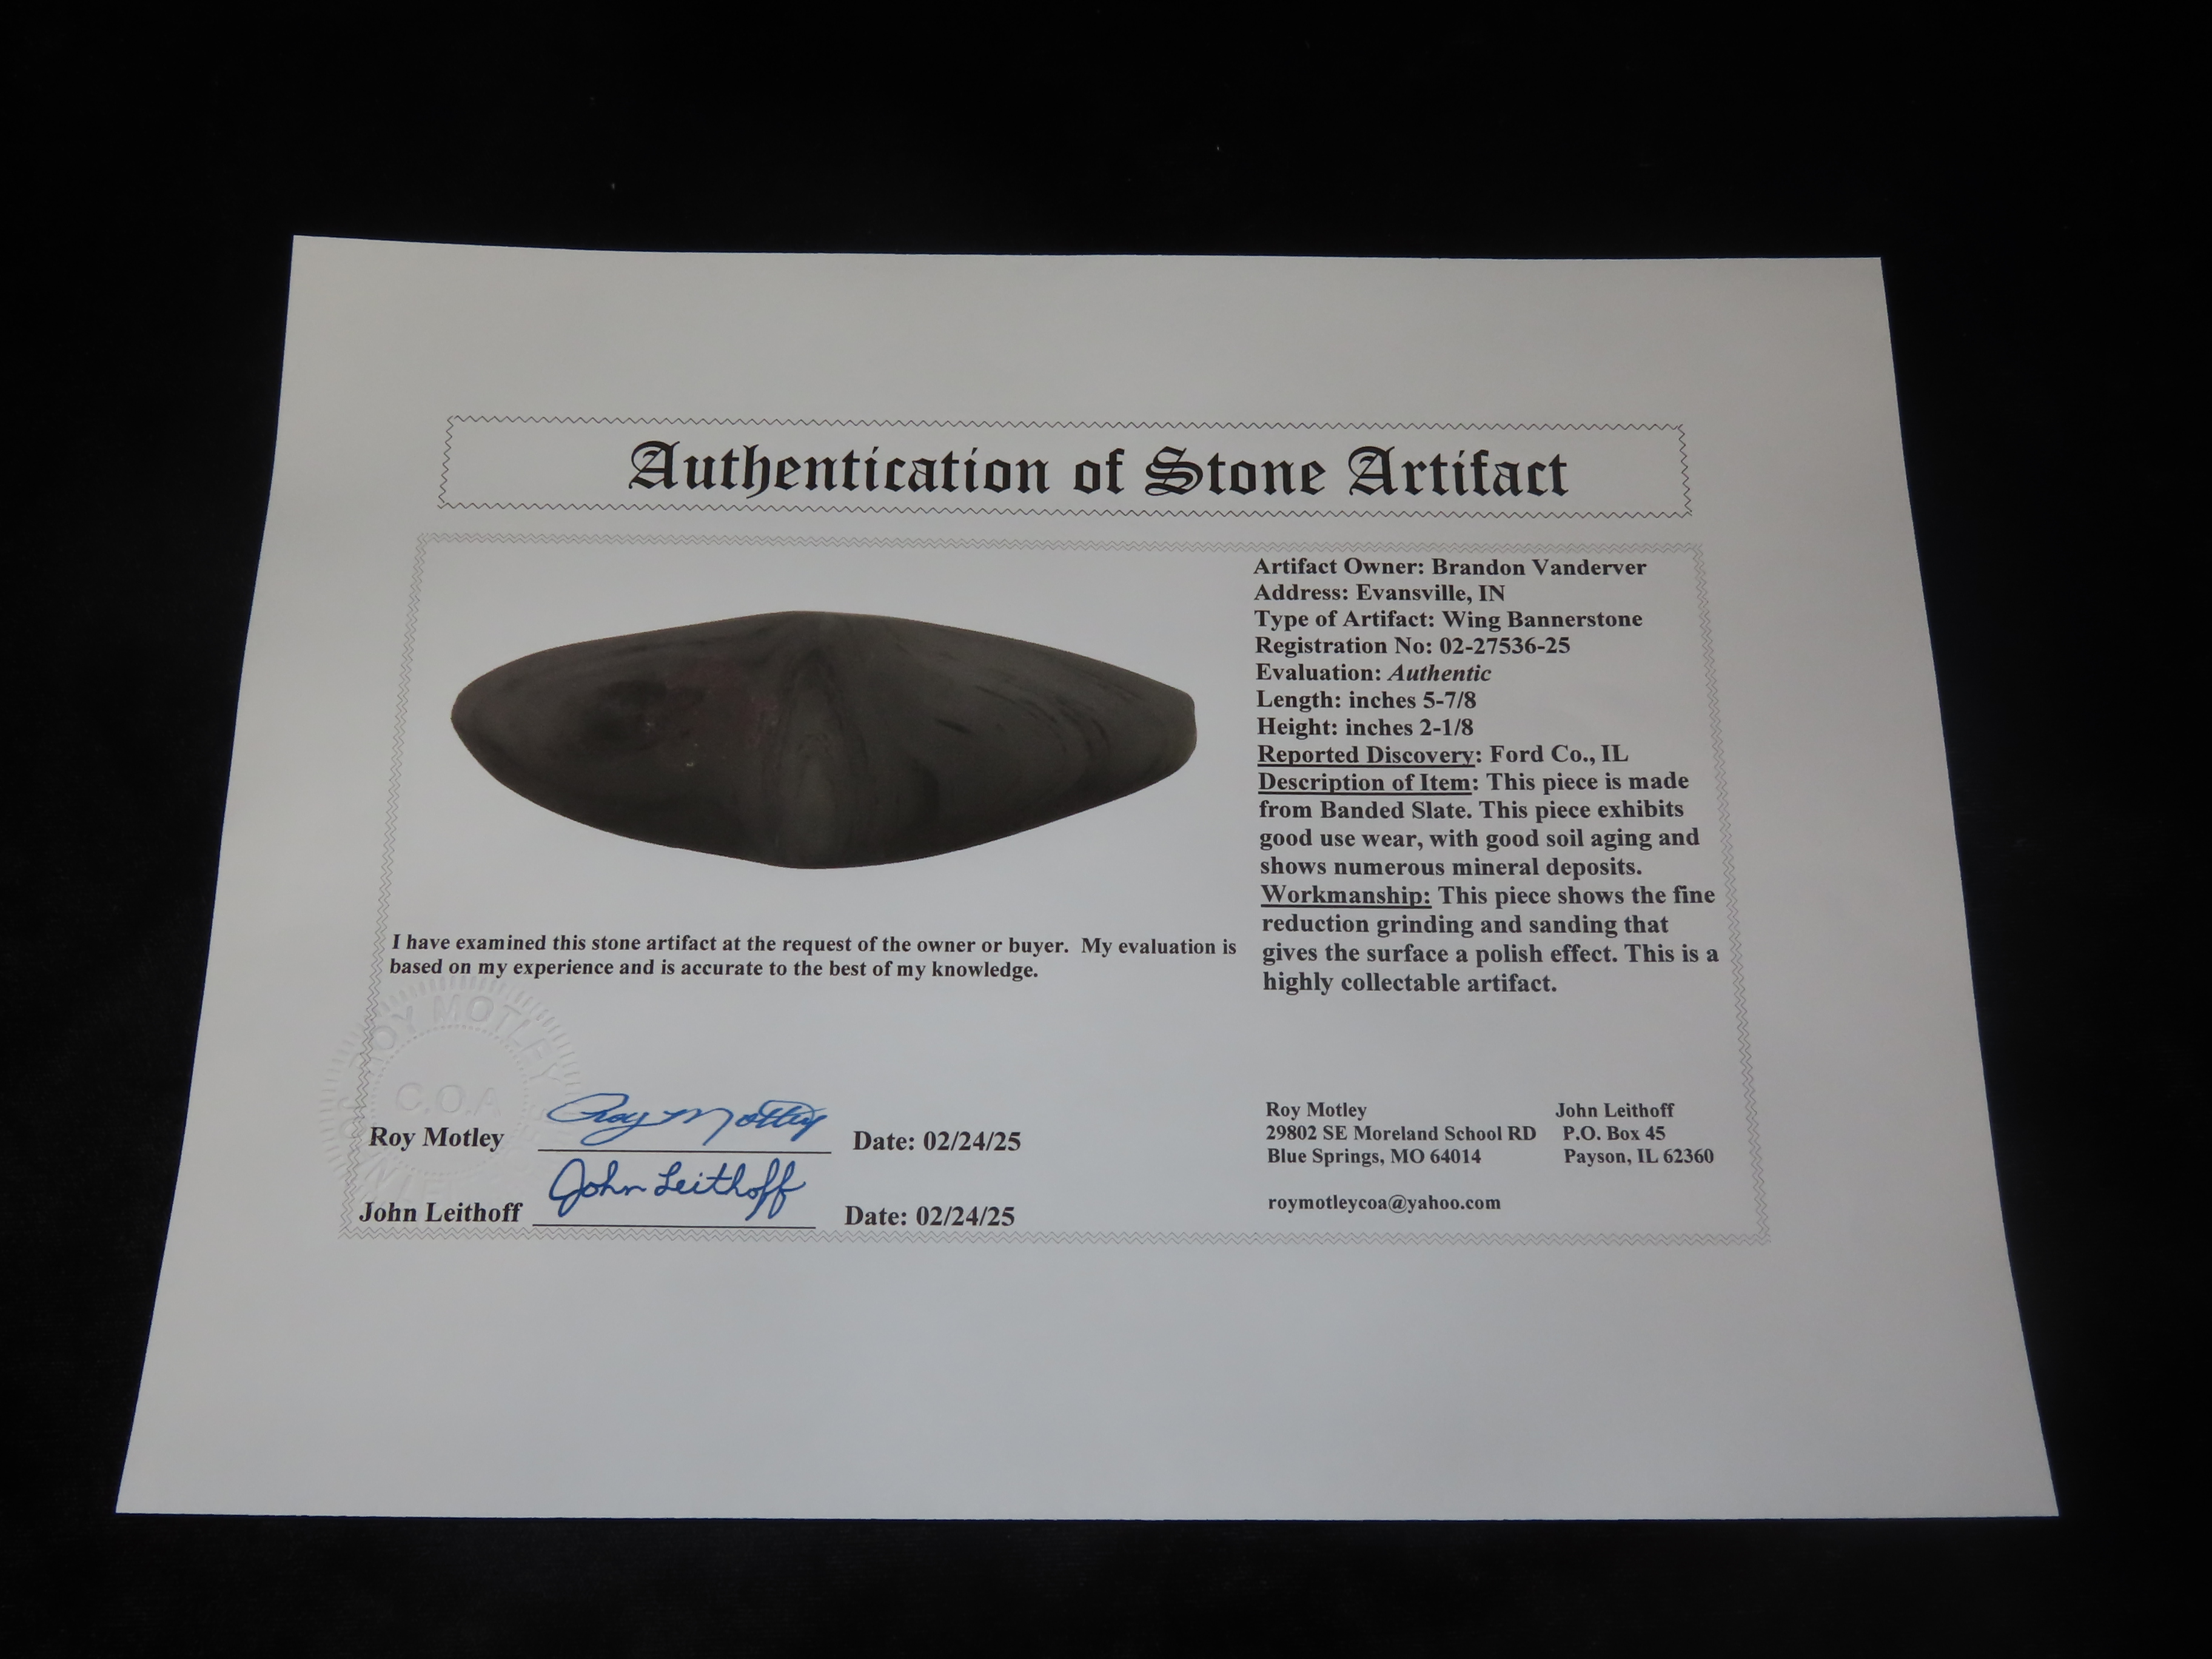 Authentication of Stone Artifact
Artifact Owner: Brandon Vanderver
Address: Evansville, IN
Type of Artifact: Wing Bannerstone
Registration No: 02-27536-25
Evaluation: Authentic
Length: inches 5-7/8
Height: inches 2-1/8
Reported Discovery: Ford Co., IL
Description of Item: This piece is made
from Banded Slate. This piece exhibits
good use wear, with good soil aging and
shows numerous mineral deposits.
Workmanship: This piece shows the fine
reduction grinding and sanding that
gives the surface a polish effect. This is a
highly collectable artifact.
I have examined this stone artifact at the request of the owner or buyer. My evaluation is
based on my experience and is accurate to the best of my knowledge.
ROY MOTLEY
C.O.A
Roy Motley Roy Motley Date: 02/24/25
John Leithoff John Leithoff Date: 02/24/25
Roy Motley John Leithoff
29802 SE Moreland School RD P.O. Box 45
Blue Springs, MO 64014 Payson, IL 62360
roymotleycoa@yahoo.com